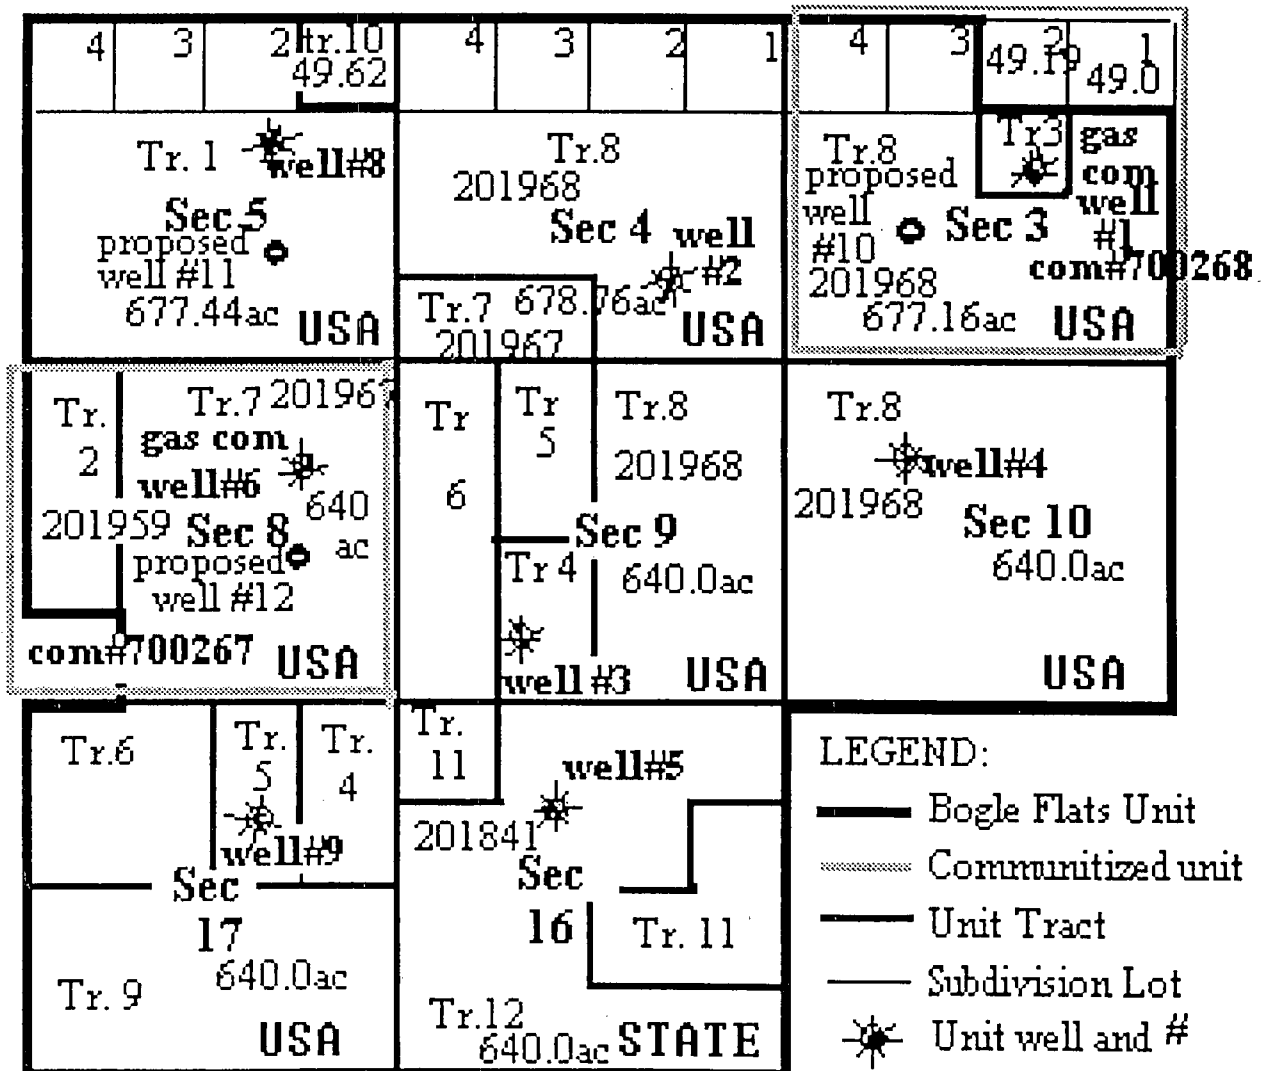 4 3 2 tr.10
49.62
Tr. 1
well#8
Sec 5
proposed
well #11
677.44ac
USA
4 3 2 1
Tr.8
201968
Sec 4
well
#2
Tr.7
678.76ac
201967
USA
4 3 2 1
49.19
49.0
Tr3
gas
com
well
#1
Tr.8
proposed
well
#10
Sec 3
com#700268
201968
677.16ac
USA
Tr.
2
Tr.7
gas com
well#6
201959
Sec 8
640
ac
proposed
well #12
com#700267
USA
Tr
6
Tr
5
Tr.8
201968
Sec 9
Tr 4
640.0ac
well #3
USA
Tr.8
well#4
201968
Sec 10
640.0ac
USA
Tr.6
Tr.
5
Tr.
4
well#9
Sec
17
640.0ac
Tr. 9
USA
Tr.
11
well#5
201841
Sec
16
Tr. 11
Tr.12
640.0ac
STATE
LEGEND:
Bogle Flats Unit
Communitized unit
Unit Tract
Subdivision Lot
Unit well and #